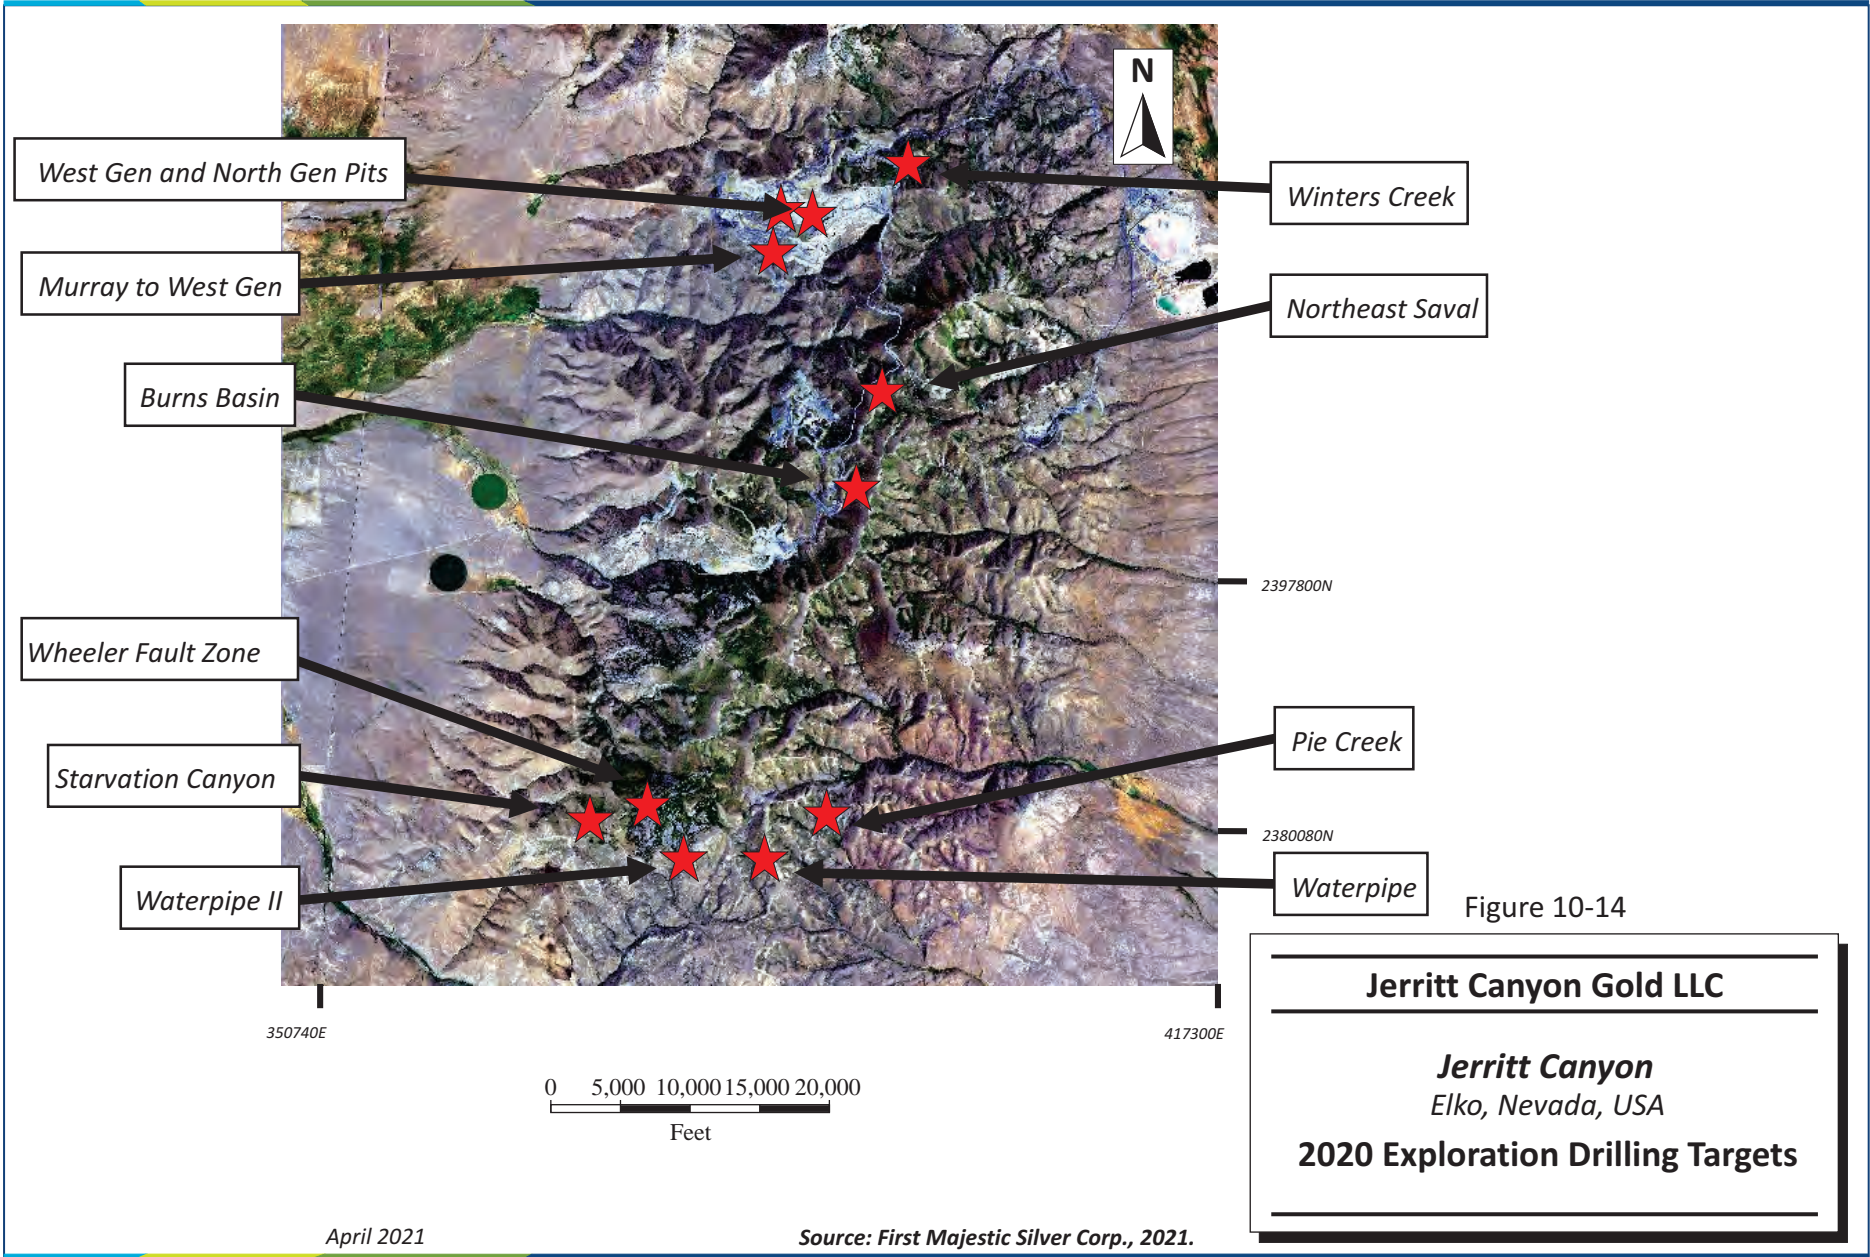 N
West Gen and North Gen Pits
Winters Creek
Murray to West Gen
Northeast Saval
Burns Basin
2397800N
Wheeler Fault Zone
Pie Creek
Starvation Canyon
2380080N
Waterpipe II
Waterpipe
Figure 10-14
350740E
417300E
0 5,000 10,000 15,000 20,000
Feet
Jerritt Canyon Gold LLC
Jerritt Canyon
Elko, Nevada, USA
2020 Exploration Drilling Targets
April 2021
Source: First Majestic Silver Corp., 2021.